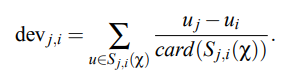 dev_{j,i} = \sum_{u \in S_{j,i}(\chi)} \frac{u_j - u_i}{card(S_{j,i}(\chi))}.